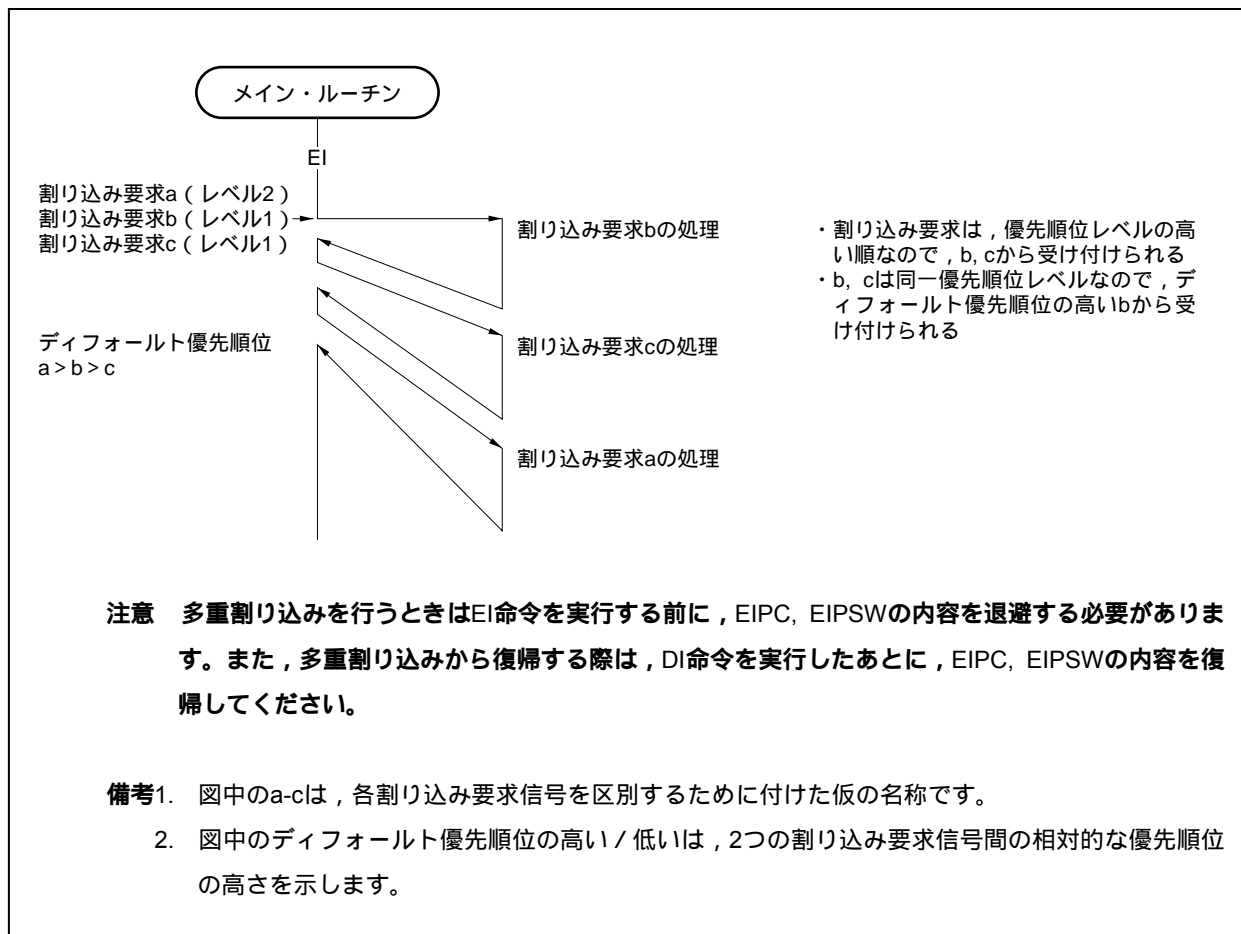 メイン・ルーチン
EI
割り込み要求a（レベル2）
割り込み要求b（レベル1）
割り込み要求c（レベル1）
割り込み要求bの処理
・割り込み要求は，優先順位レベルの高
い順なので，b, cから受け付けられる
・b, cは同一優先順位レベルなので，デ
ィフォールト優先順位の高いbから受
け付けられる
ディフォールト優先順位
a＞b＞c
割り込み要求cの処理
割り込み要求aの処理
注意　多重割り込みを行うときはEI命令を実行する前に，EIPC, EIPSWの内容を退避する必要がありま
す。また，多重割り込みから復帰する際は，DI命令を実行したあとに，EIPC, EIPSWの内容を復
帰してください。
備考1.　図中のa-cは，各割り込み要求信号を区別するために付けた仮の名称です。
2.　図中のディフォールト優先順位の高い／低いは，2つの割り込み要求信号間の相対的な優先順位
の高さを示します。